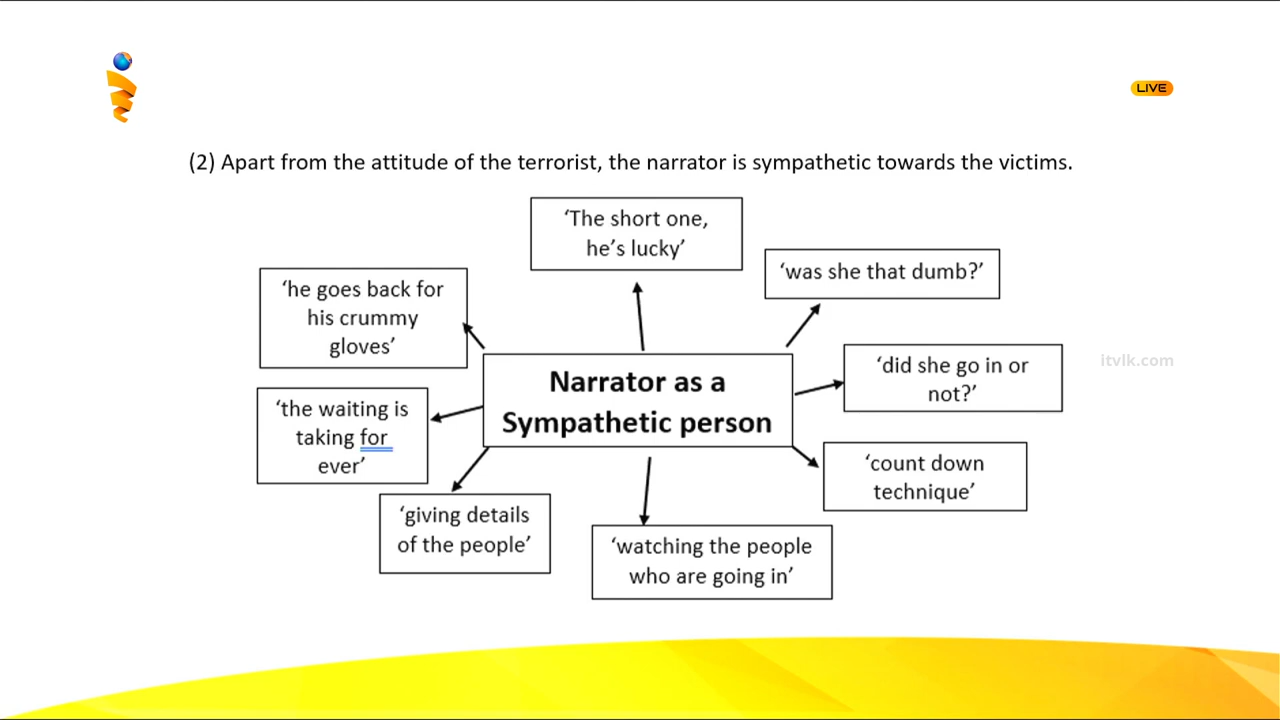 LIVE
(2) Apart from the attitude of the terrorist, the narrator is sympathetic towards the victims.
‘The short one,
he’s lucky’
‘was she that dumb?’
‘he goes back for
his crummy
gloves’
‘did she go in or
not?’
itvlk.com
Narrator as a
Sympathetic person
‘the waiting is
taking for
ever’
‘count down
technique’
‘giving details
of the people’
‘watching the people
who are going in’